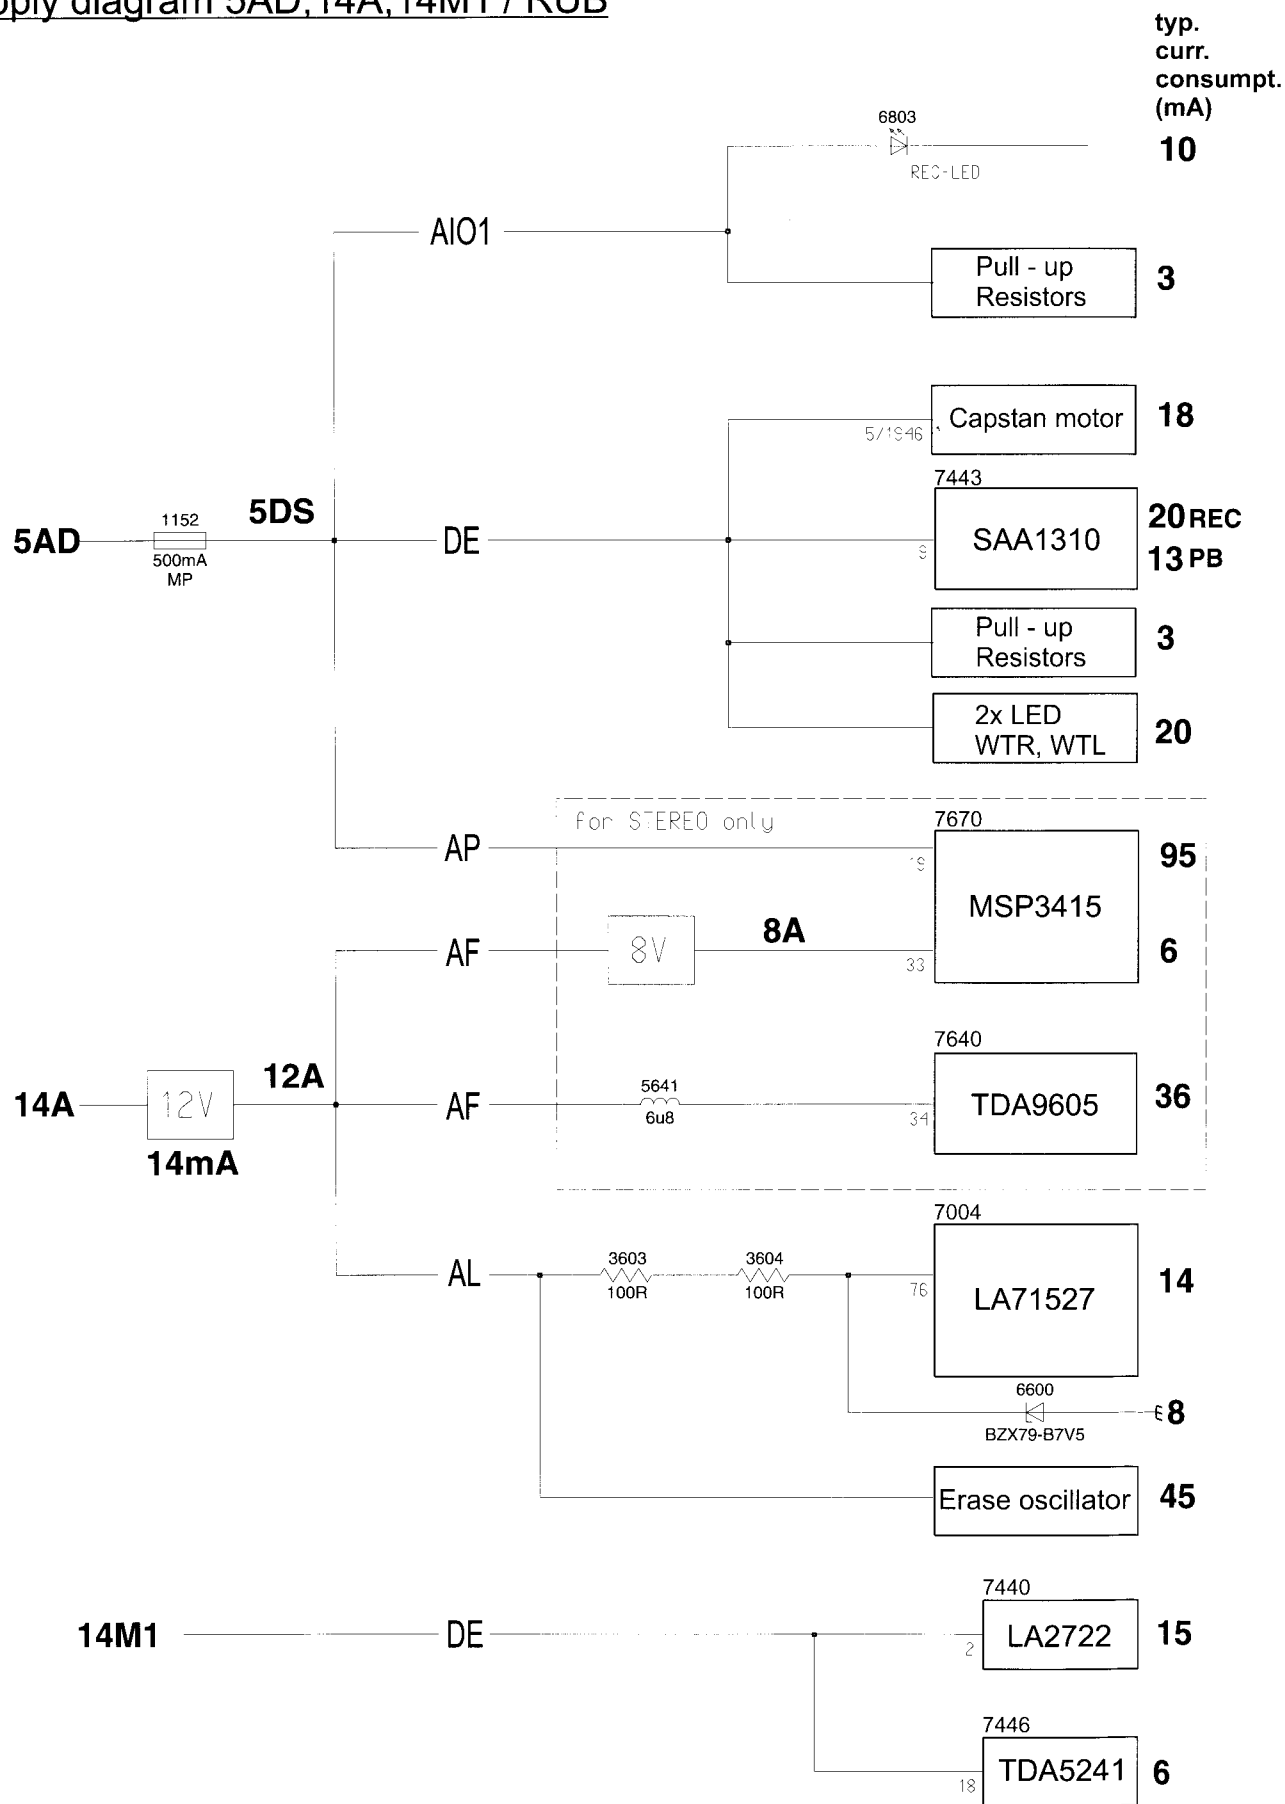 supply diagram 5AD,14A,14M1 / RUB
typ.
curr.
consumpt.
(mA)
6803
10
REC-LED
AIO1
Pull - up
Resistors
3
Capstan motor
18
5/1946
7443
5AD
1152
500mA
MP
5DS
DE
9
SAA1310
20 REC
13 PB
Pull - up
Resistors
3
2x LED
WTR, WTL
20
for STEREO only
7670
AP
19
95
MSP3415
AF
8V
8A
33
6
7640
14A
12V
14mA
12A
AF
5641
6u8
34
TDA9605
36
7004
AL
3603
100R
3604
100R
76
LA71527
14
6600
BZX79-B7V5
8
Erase oscillator
45
7440
14M1
DE
2
LA2722
15
7446
18
TDA5241
6